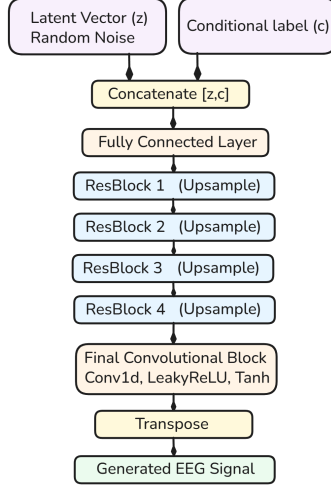 Latent Vector (z)
Random Noise
Conditional label (c)
Concatenate [z,c]
Fully Connected Layer
ResBlock 1 (Upsample)
ResBlock 2 (Upsample)
ResBlock 3 (Upsample)
ResBlock 4 (Upsample)
Final Convolutional Block
Conv1d, LeakyReLU, Tanh
Transpose
Generated EEG Signal